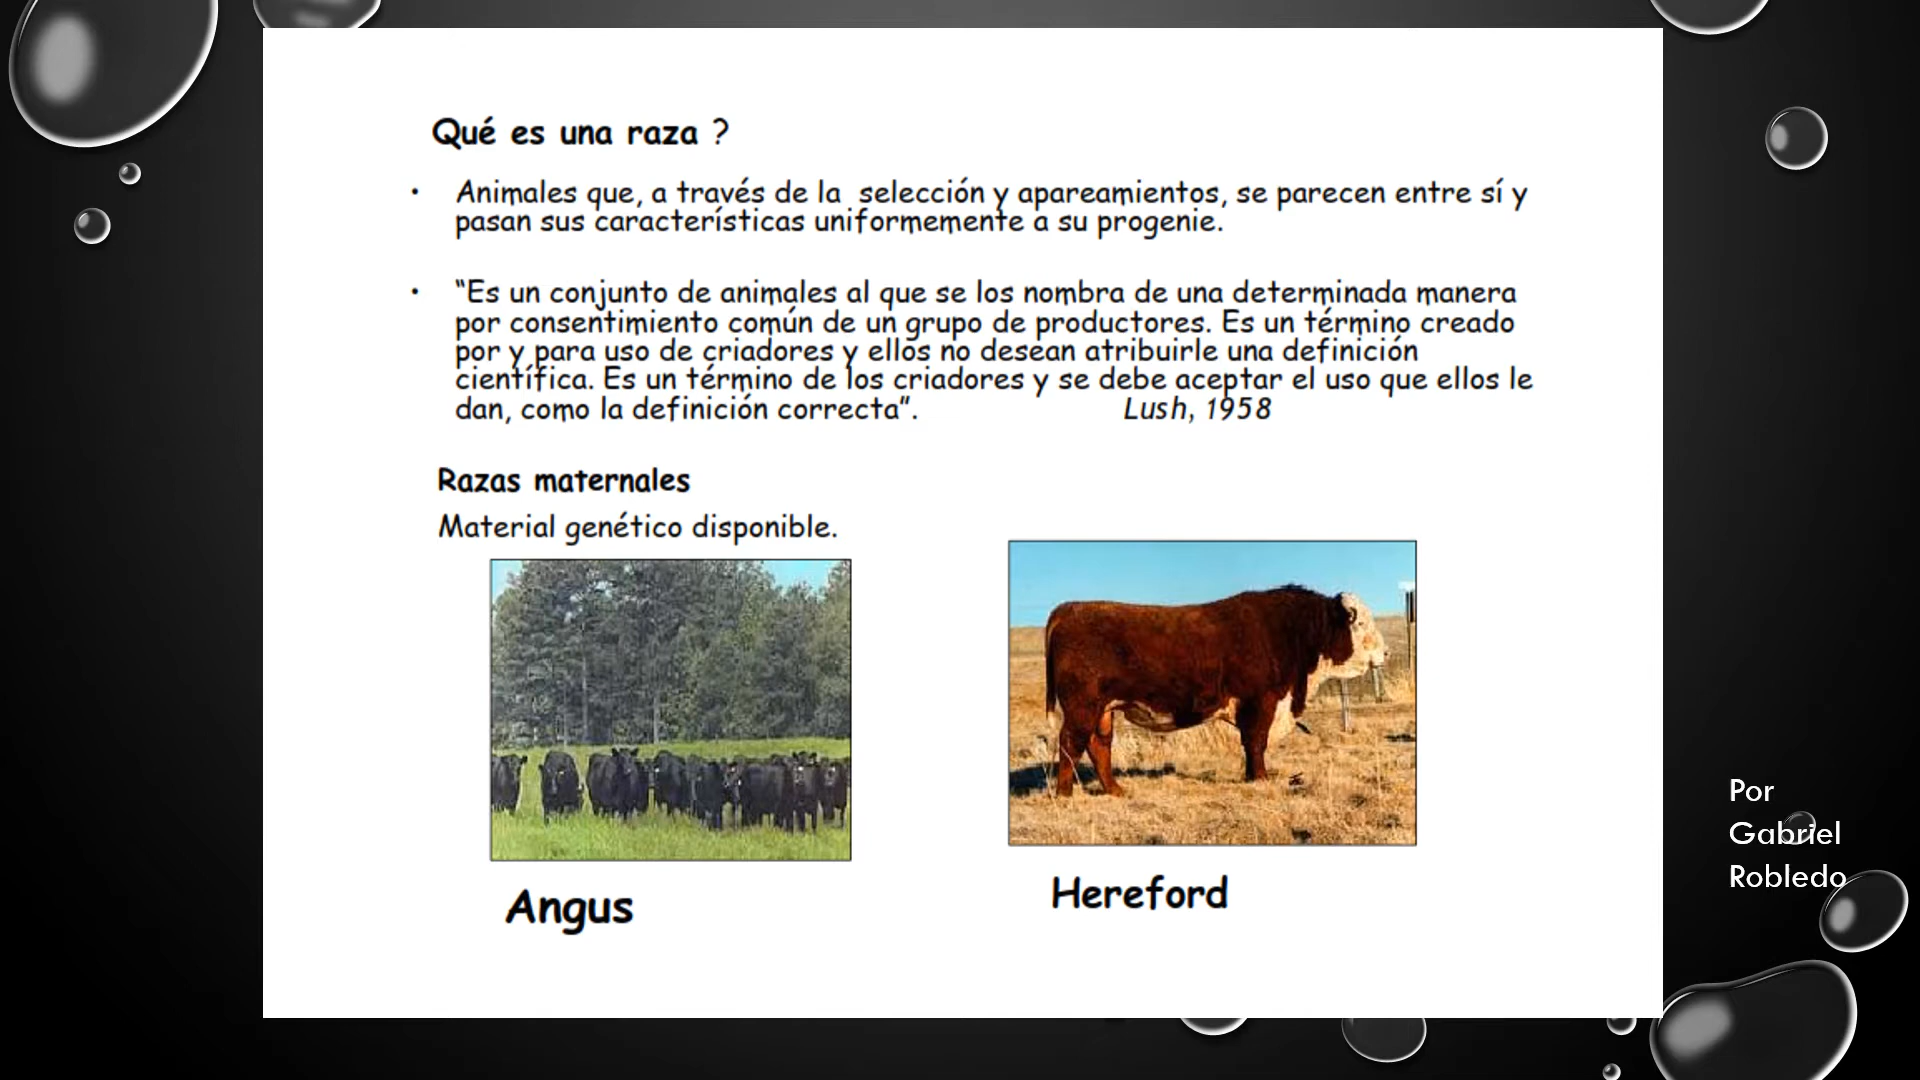 Qué es una raza ?
• Animales que, a través de la selección y apareamientos, se parecen entre sí y
pasan sus características uniformemente a su progenie.
• “Es un conjunto de animales al que se los nombra de una determinada manera
por consentimiento común de un grupo de productores. Es un término creado
por y para uso de criadores y ellos no desean atribuirle una definición
científica. Es un término de los criadores y se debe aceptar el uso que ellos le
dan, como la definición correcta”. Lush, 1958
Razas maternales
Material genético disponible.
Angus
Hereford
Por
Gabriel
Robledo